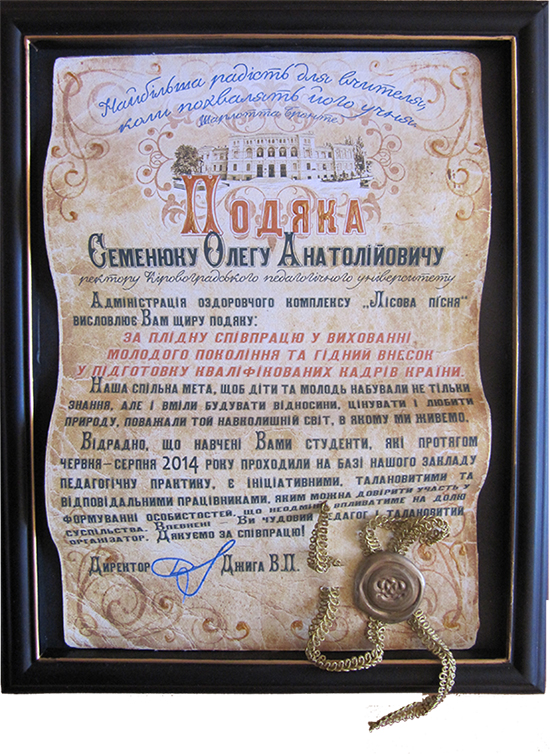 Найбільша радість для вчителя,
коли похвалять його учня.
Шарлотта Бронте
Подяка
Семенюку Олегу Анатолійовичу
ректору Кіровоградського педагогічного університету
Адміністрація оздоровчого комплексу „Лісова пісня“
висловлює Вам щиру подяку:
за плідну співпрацю у вихованні
молодого покоління та гідний внесок
у підготовку кваліфікованих кадрів країни.
Наша спільна мета, щоб діти та молодь набували не тільки
знання, але і вміли будувати відносини, цінувати і любити
природу, поважали той навколишній світ, в якому ми живемо.
Відрадно, що навчені Вами студенти, які протягом
червня–серпня 2014 року проходили на базі нашого закладу
педагогічну практику, є ініціативними, талановитими та
відповідальними працівниками, яким можна довірити участь у
формуванні особистостей, що неодмінно впливатиме на долю
суспільства. Впевнені Ви чудовий педагог і талановитий
організатор. Дякуємо за співпрацю!
Директор Джига В.П.